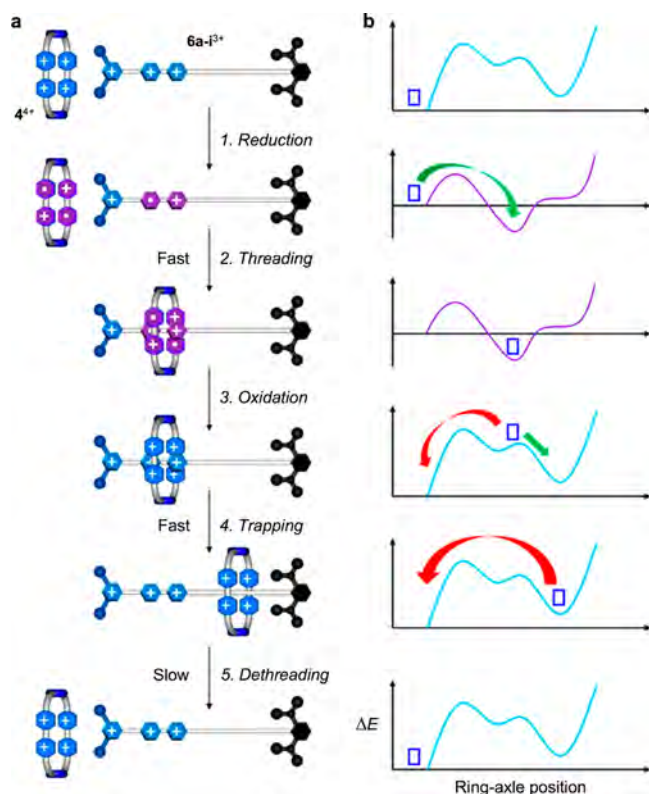 a
b
6a-i³⁺
4⁴⁺
1. Reduction
Fast
2. Threading
3. Oxidation
Fast
4. Trapping
Slow
5. Dethreading
ΔE
Ring-axle position